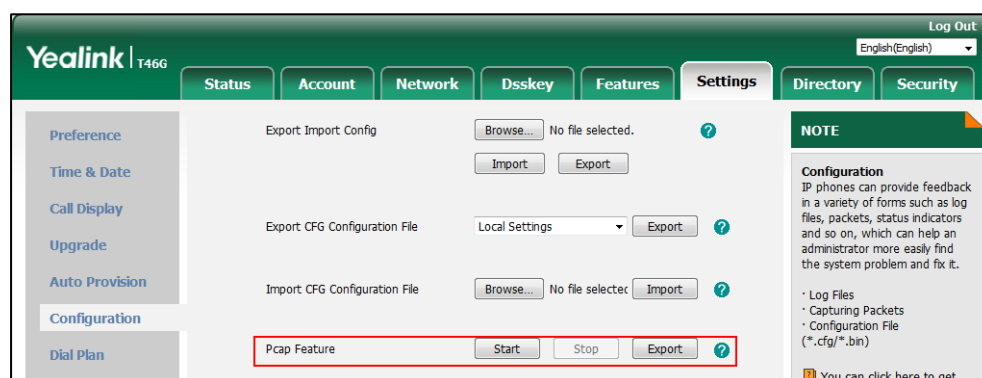 Log Out
Yealink T46G
English(English)
Status Account Network Dsskey Features Settings Directory Security
Preference
Time & Date
Call Display
Upgrade
Auto Provision
Configuration
Dial Plan
Export Import Config Browse... No file selected. ?
Import Export
Export CFG Configuration File Local Settings Export ?
Import CFG Configuration File Browse... No file selectec Import ?
Pcap Feature Start Stop Export ?
NOTE
Configuration
IP phones can provide feedback
in a variety of forms such as log
files, packets, status indicators
and so on, which can help an
administrator more easily find
the system problem and fix it.
· Log Files
· Capturing Packets
· Configuration File
(*.cfg/*.bin)
? You can click here to get